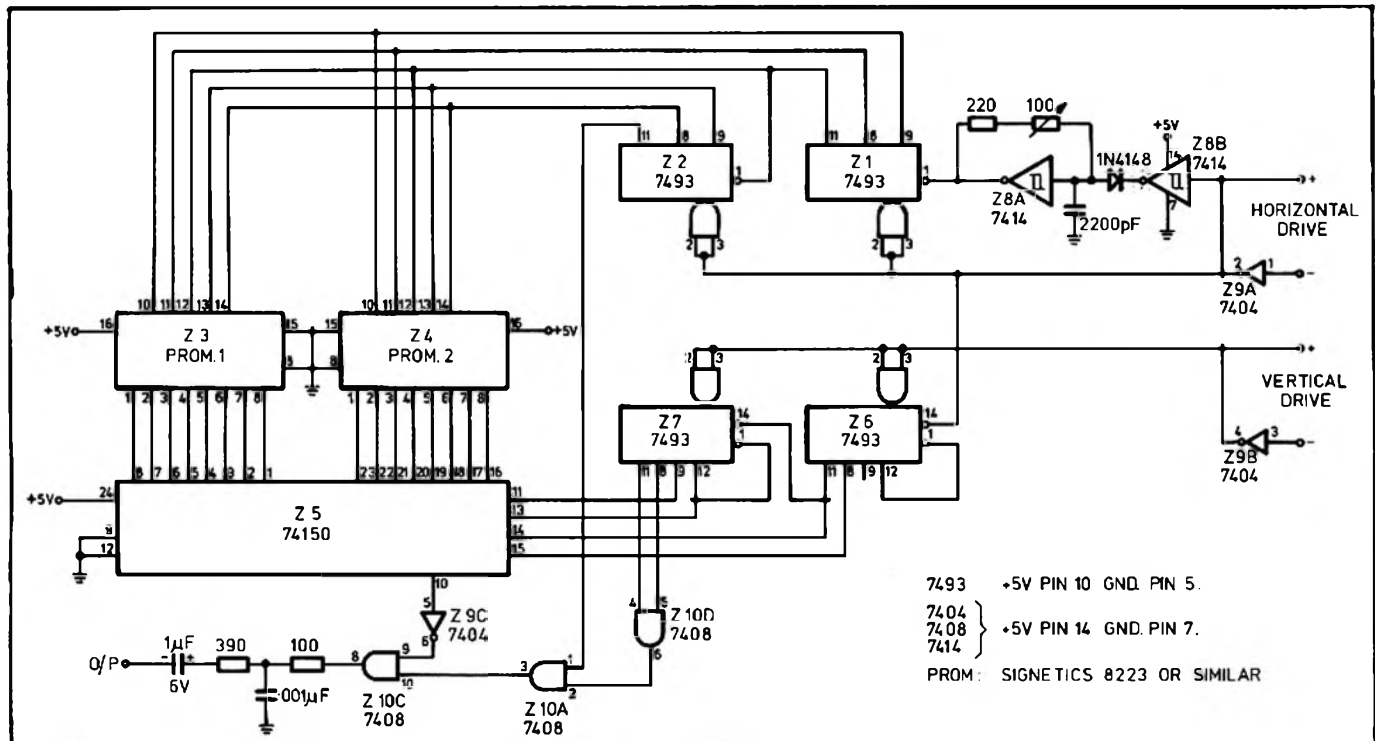 220 100
+5V
Z8B
7414
14
7
1N4148
11 8 9
11 8 9
Z 2
7493
1
Z 1
7493
1
Z8A
7414
2200pF
+
HORIZONTAL
DRIVE
2 3
2 3
2 1
-
Z9A
7404
10 11 12 13 14
10 11 12 13 14
+5V 16
Z 3
PROM.1
15
8
15
8
Z 4
PROM. 2
16
+5V
1 2 3 4 5 6 7 8
1 2 3 4 5 6 7 8
2 3
2 3
+
VERTICAL
DRIVE
4 3
-
Z9B
7404
Z 7
7493
14
1
Z 6
7493
14
1
11 8 9 12
11 8 9 12
8 7 6 5 4 3 2 1
23 22 21 20 19 18 17 16
+5V 24
Z 5
74150
11
13
14
15
12
10
5
Z 9C
7404
6
4 5
Z 10D
7408
6
O/P
1µF
- +
6V
390
100
·001µF
8
9
10
Z 10C
7408
3
1
2
Z 10A
7408
7493 +5V PIN 10 GND. PIN 5.
7404
7408 +5V PIN 14 GND. PIN 7.
7414
PROM: SIGNETICS 8223 OR SIMILAR